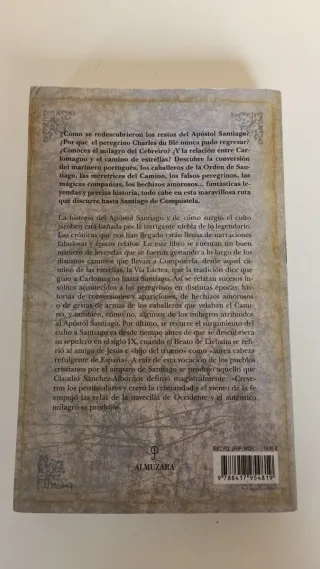 ¿Cómo se redescubrieron los restos del Apóstol Santiago?
¿Por qué el peregrino Charles du Blé nunca pudo regresar?
¿Conoces el milagro del Cebreiro? ¿Y la relación entre Car-
lomagno y el camino de estrellas? Descubre la conversión
del marinero portugués, los caballeros de la Orden de San-
tiago, las meretrices del Camino, los falsos peregrinos, las
mágicas compañías, los hechizos amorosos... fantásticas le-
yendas y precisa historia, todo cabe en esta maravillosa ruta
que discurre hasta Santiago de Compostela.
La historia del Apóstol Santiago y de cómo surgió el culto
jacobeo está bañada por la intrigante niebla de lo legendario.
Las crónicas que nos han llegado están llenas de narraciones
fabulosas y épicos relatos. En este libro se cuentan un buen
número de leyendas que se fueron generando a lo largo de los
distintos caminos que llevan a Compostela, desde aquel ca-
mino de las estrellas, la Vía Láctea, que la tradición dice que
guio a Carlomagno hasta Santiago. Así se relatan sucesos in-
sólitos acontecidos a los peregrinos en distintas épocas; his-
torias de conversiones y apariciones, de hechizos amorosos
o de gestas de armas de los caballeros que velaban el Cami-
no, y también, cómo no, algunos de los milagros atribuidos al
Apóstol Santiago. Por último, se recorre el surgimiento del
culto a Santiago ya desde tiempo antes de que se descubriera
su sepulcro en el siglo IX, cuando el Beato de Liébana se refi-
rió al amigo de Jesús e «hijo del trueno» como «áurea cabeza
refulgente de España». A raíz de esta vocación de los pueblos
cristianos por el amparo de Santiago se produjo aquello que
Claudio Sánchez-Albornoz definió magistralmente: «Creye-
ron los peninsulares y creyó la cristiandad y el viento de la fe
empujó las velas de la navecilla de Occidente y el auténtico
milagro se produjo».
ALMUZARA
9 788417 954819